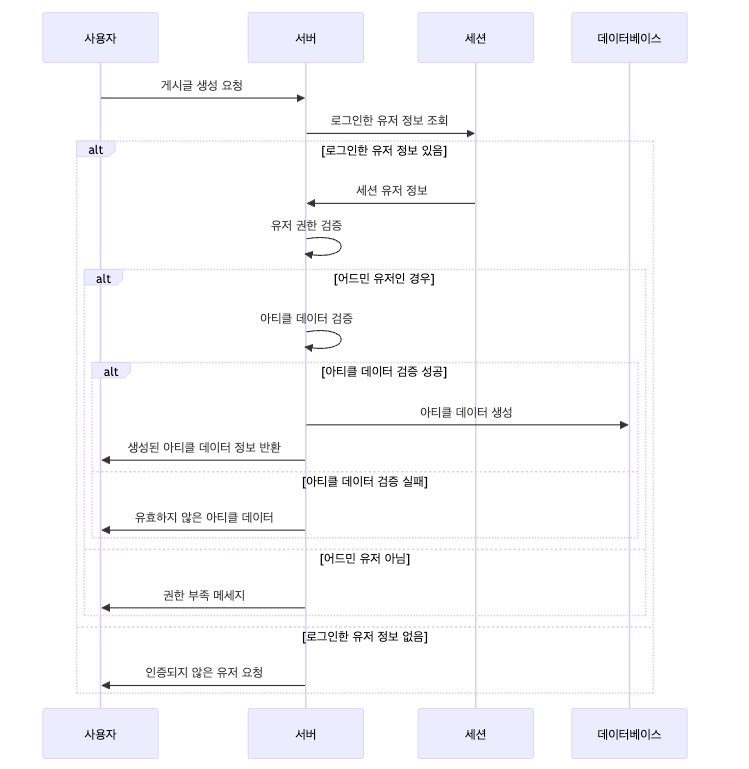 사용자
서버
세션
데이터베이스
게시글 생성 요청
로그인한 유저 정보 조회
alt
[로그인한 유저 정보 있음]
세션 유저 정보
유저 권한 검증
alt
[어드민 유저인 경우]
아티클 데이터 검증
alt
[아티클 데이터 검증 성공]
아티클 데이터 생성
생성된 아티클 데이터 정보 반환
[아티클 데이터 검증 실패]
유효하지 않은 아티클 데이터
[어드민 유저 아님]
권한 부족 메세지
[로그인한 유저 정보 없음]
인증되지 않은 유저 요청
사용자
서버
세션
데이터베이스